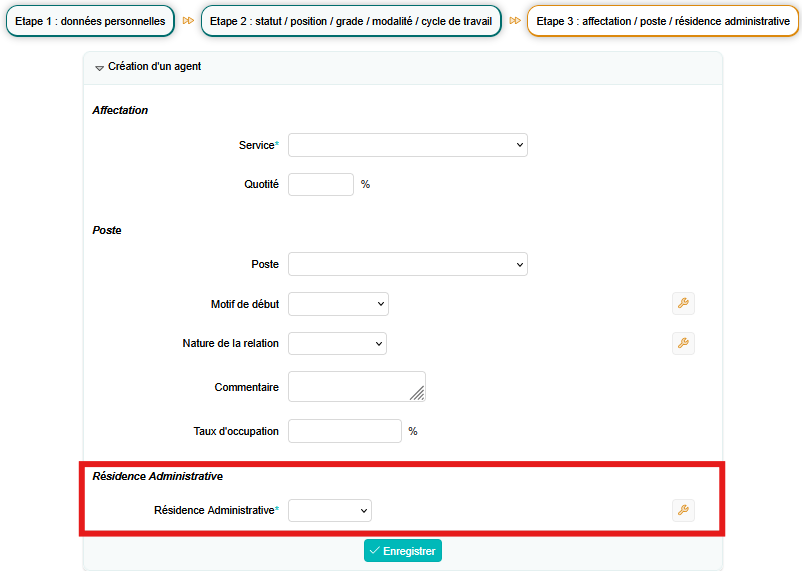 Etape 1 : données personnelles
Etape 2 : statut / position / grade / modalité / cycle de travail
Etape 3 : affectation / poste / résidence administrative
Création d'un agent
Affectation
Service*
Quotité %
Poste
Poste
Motif de début
Nature de la relation
Commentaire
Taux d'occupation %
Résidence Administrative
Résidence Administrative*
Enregistrer